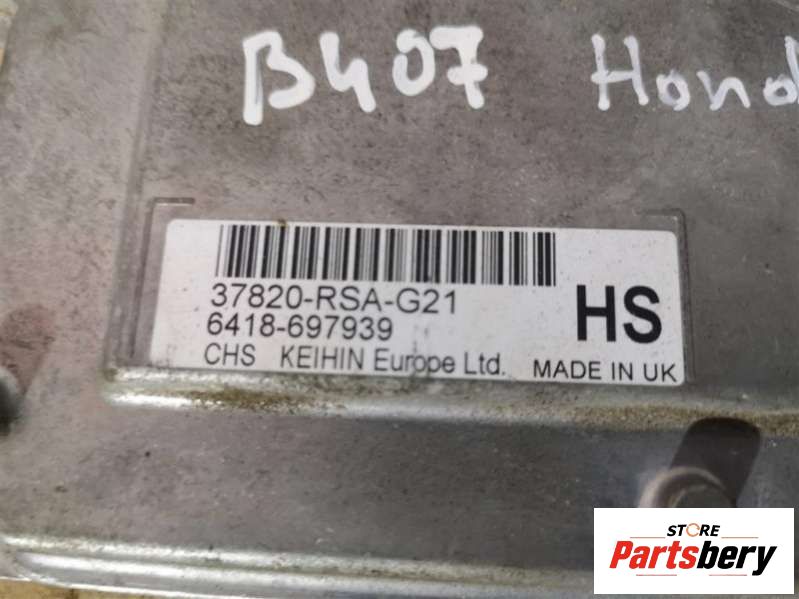 B407 Hond
37820-RSA-G21
6418-697939
HS
CHS KEIHIN Europe Ltd. MADE IN UK
STORE
Partsbery